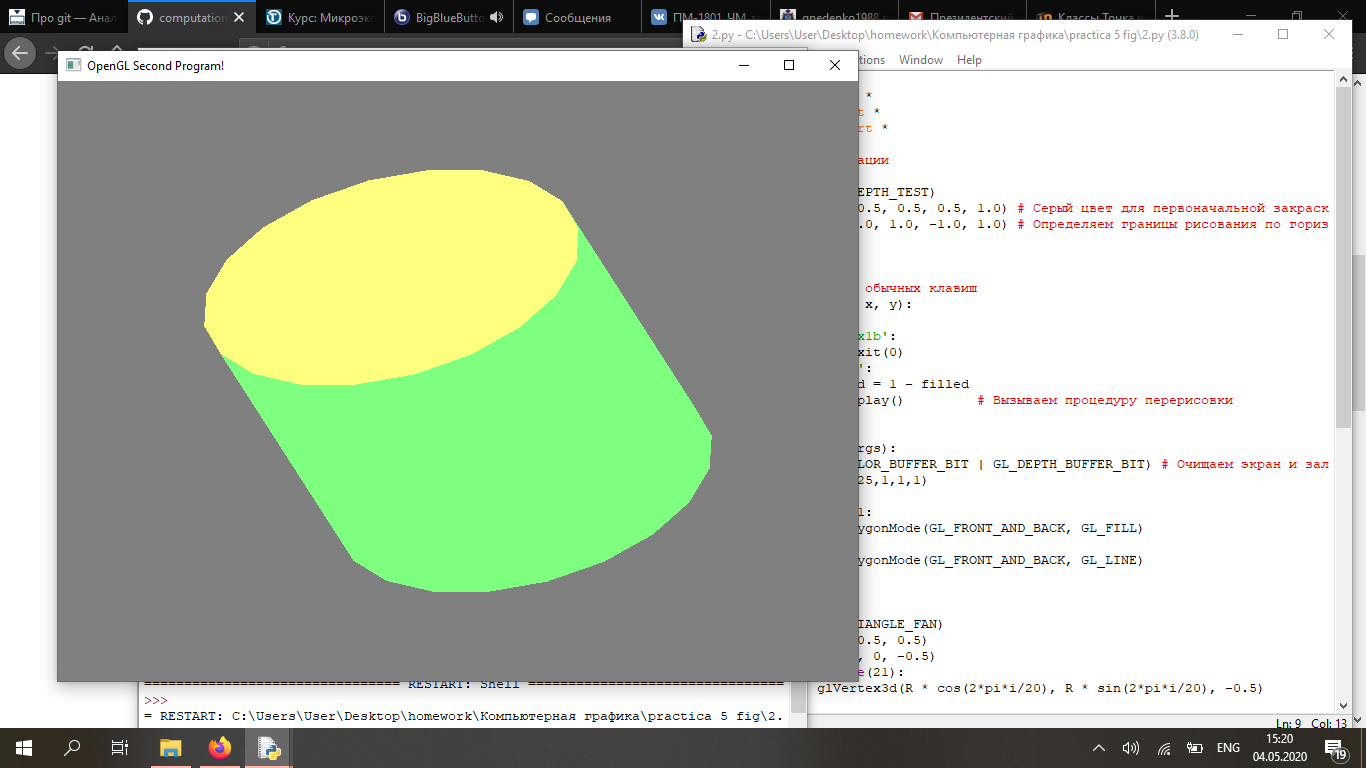 Про git — Анал
computation
Курс: Микроэк
BigBlueButto
Сообщения
ПМ-1801 ЧМ з
gnedenko1988.p
Президентский
Классы Точка и
2.py - C:\Users\User\Desktop\homework\Компьютерная графика\practica 5 fig\2.py (3.8.0)
OpenGL Second Program!
tions Window Help
*
t *
rt *
ации
EPTH_TEST)
0.5, 0.5, 0.5, 1.0) # Серый цвет для первоначальной закраск
.0, 1.0, -1.0, 1.0) # Определяем границы рисования по гориз
обычных клавиш
x, y):
x1b':
xit(0)
':
d = 1 - filled
play() # Вызываем процедуру перерисовки
rgs):
LOR_BUFFER_BIT | GL_DEPTH_BUFFER_BIT) # Очищаем экран и зал
25,1,1,1)
1:
ygonMode(GL_FRONT_AND_BACK, GL_FILL)
ygonMode(GL_FRONT_AND_BACK, GL_LINE)
IANGLE_FAN)
0.5, 0.5)
, 0, -0.5)
e(21):
glVertex3d(R * cos(2*pi*i/20), R * sin(2*pi*i/20), -0.5)
=============================== RESTART: Shell ===============================
>>>
= RESTART: C:\Users\User\Desktop\homework\Компьютерная графика\practica 5 fig\2.
Ln: 9 Col: 13
ENG
15:20
04.05.2020
19